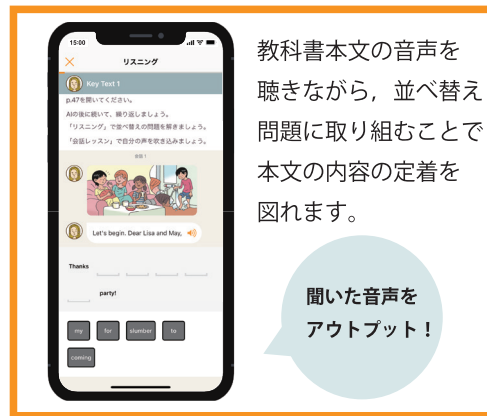 15:00
リスニング
Key Text 1
p.47を開いてください。
AIの後に続いて、繰り返しましょう。
「リスニング」で並べ替えの問題を解きましょう。
「会話レッスン」で自分の声を吹き込みましょう。
Let's begin. Dear Lisa and May,
Thanks
party!
my for slumber to
coming
教科書本文の音声を
聴きながら，並べ替え
問題に取り組むことで
本文の内容の定着を
図れます。
聞いた音声を
アウトプット！